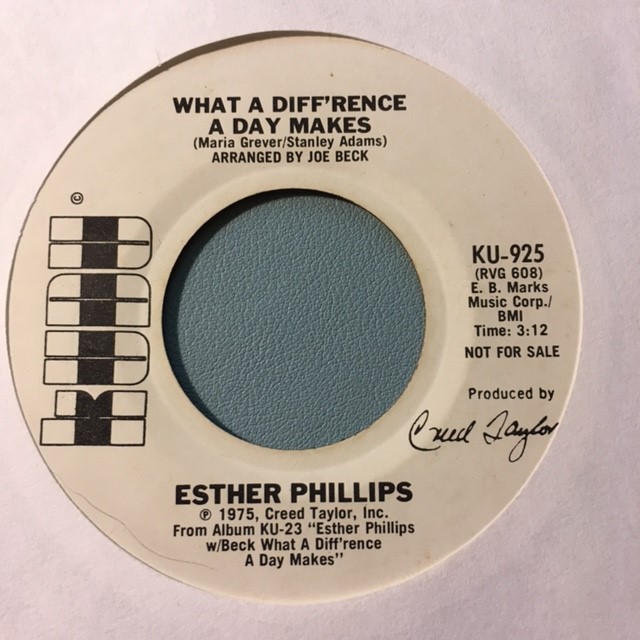 WHAT A DIFF'RENCE
A DAY MAKES
(Maria Grever/Stanley Adams)
ARRANGED BY JOE BECK
©
KUDU
KU-925
(RVG 608)
E. B. Marks
Music Corp./
BMI
Time: 3:12
NOT FOR SALE
Produced by
Creed Taylor
ESTHER PHILLIPS
℗ 1975, Creed Taylor, Inc.
From Album KU-23 "Esther Phillips
w/Beck What A Diff'rence
A Day Makes"